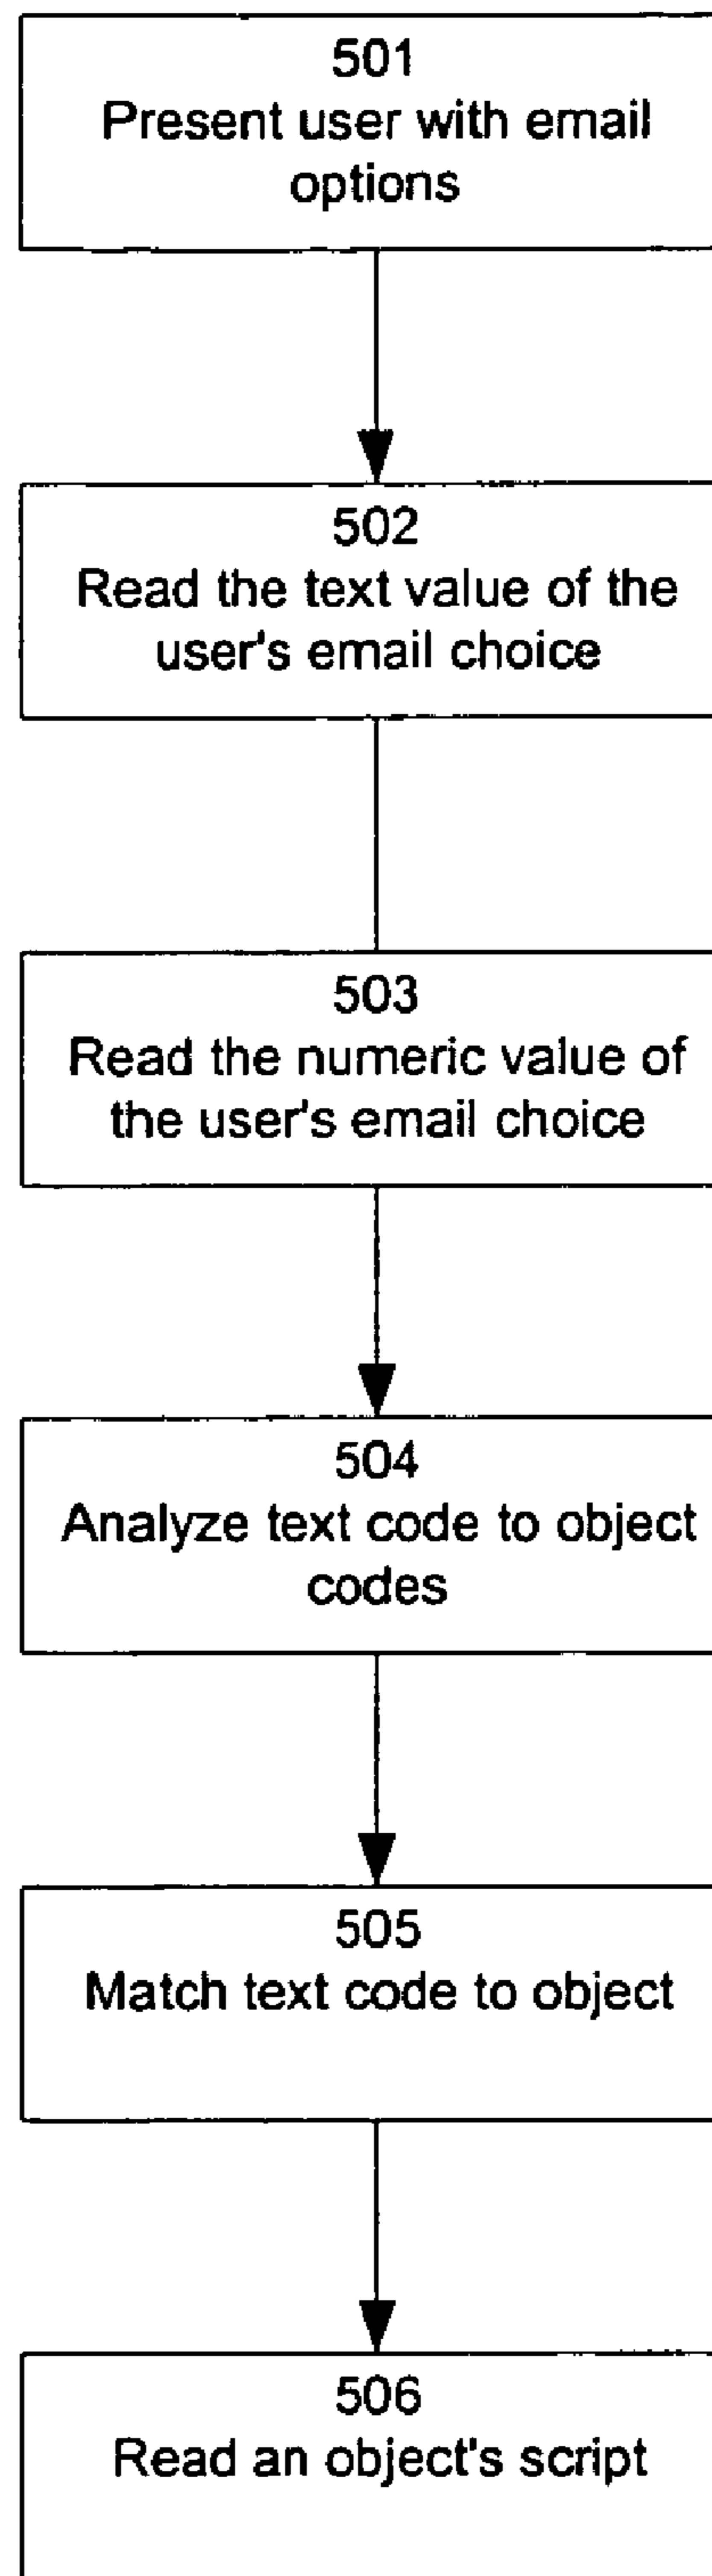 501
Present user with email
options
502
Read the text value of the
user's email choice
503
Read the numeric value of
the user's email choice
504
Analyze text code to object
codes
505
Match text code to object
506
Read an object's script